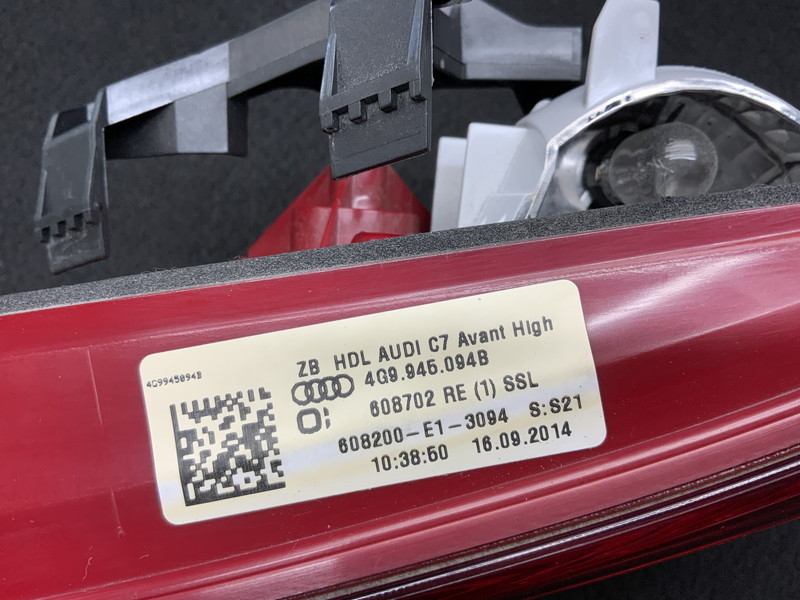 ZB HDL AUDI C7 Avant High
4G9945094B
4G9.945.094B
608702 RE (1) SSL
608200-E1-3094 S:S21
10:38:50 16.09.2014